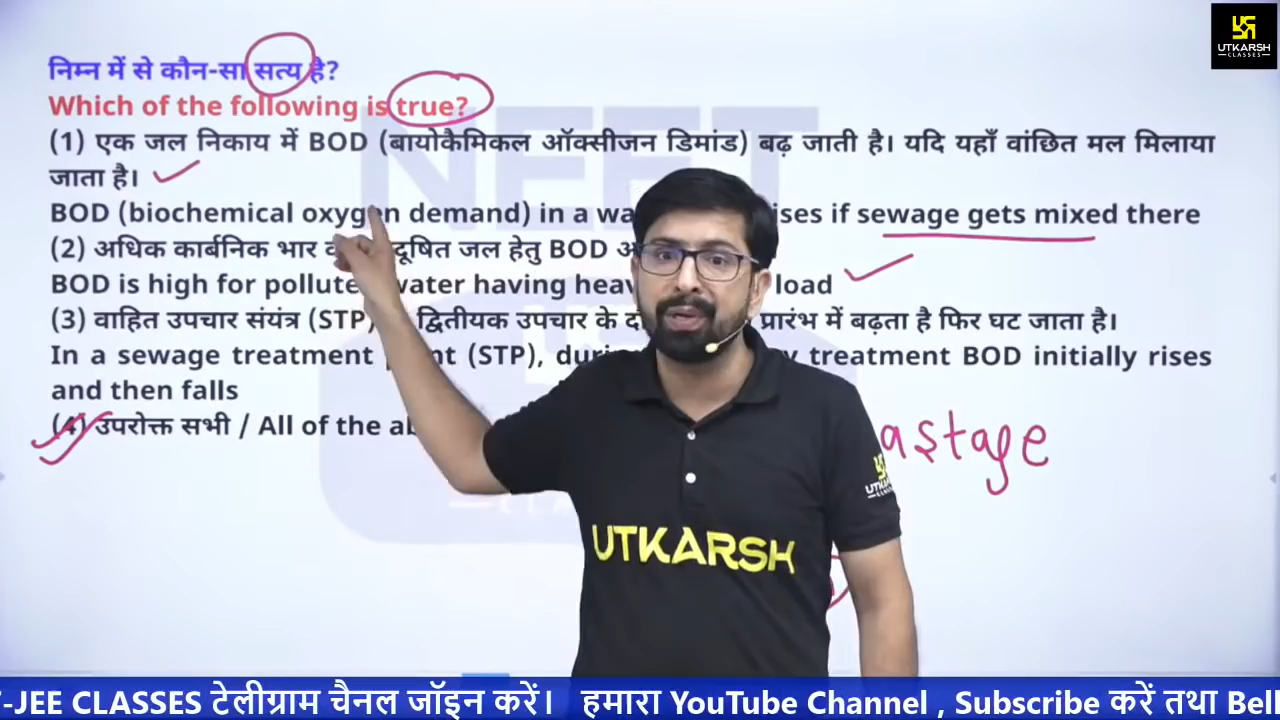 UTKARSH
CLASSES
निम्न में से कौन-सा सत्य है?
Which of the following is true?
(1) एक जल निकाय में BOD (बायोकैमिकल ऑक्सीजन डिमांड) बढ़ जाती है। यदि यहाँ वांछित मल मिलाया
जाता है।
BOD (biochemical oxygen demand) in a if sewage gets mixed there
(2) अधिक कार्बनिक भार जल हेतु BOD
BOD is high for water having load
(3) वाहित उपचार संयंत्र (STP) द्वितीयक उपचार के प्रारंभ में बढ़ता है फिर घट जाता है।
In a sewage treatment (STP), treatment BOD initially rises
and then falls
(4) उपरोक्त सभी / All of the
UTKARSH
-JEE CLASSES टेलीग्राम चैनल जॉइन करें। हमारा YouTube Channel , Subscribe करें तथा Bell